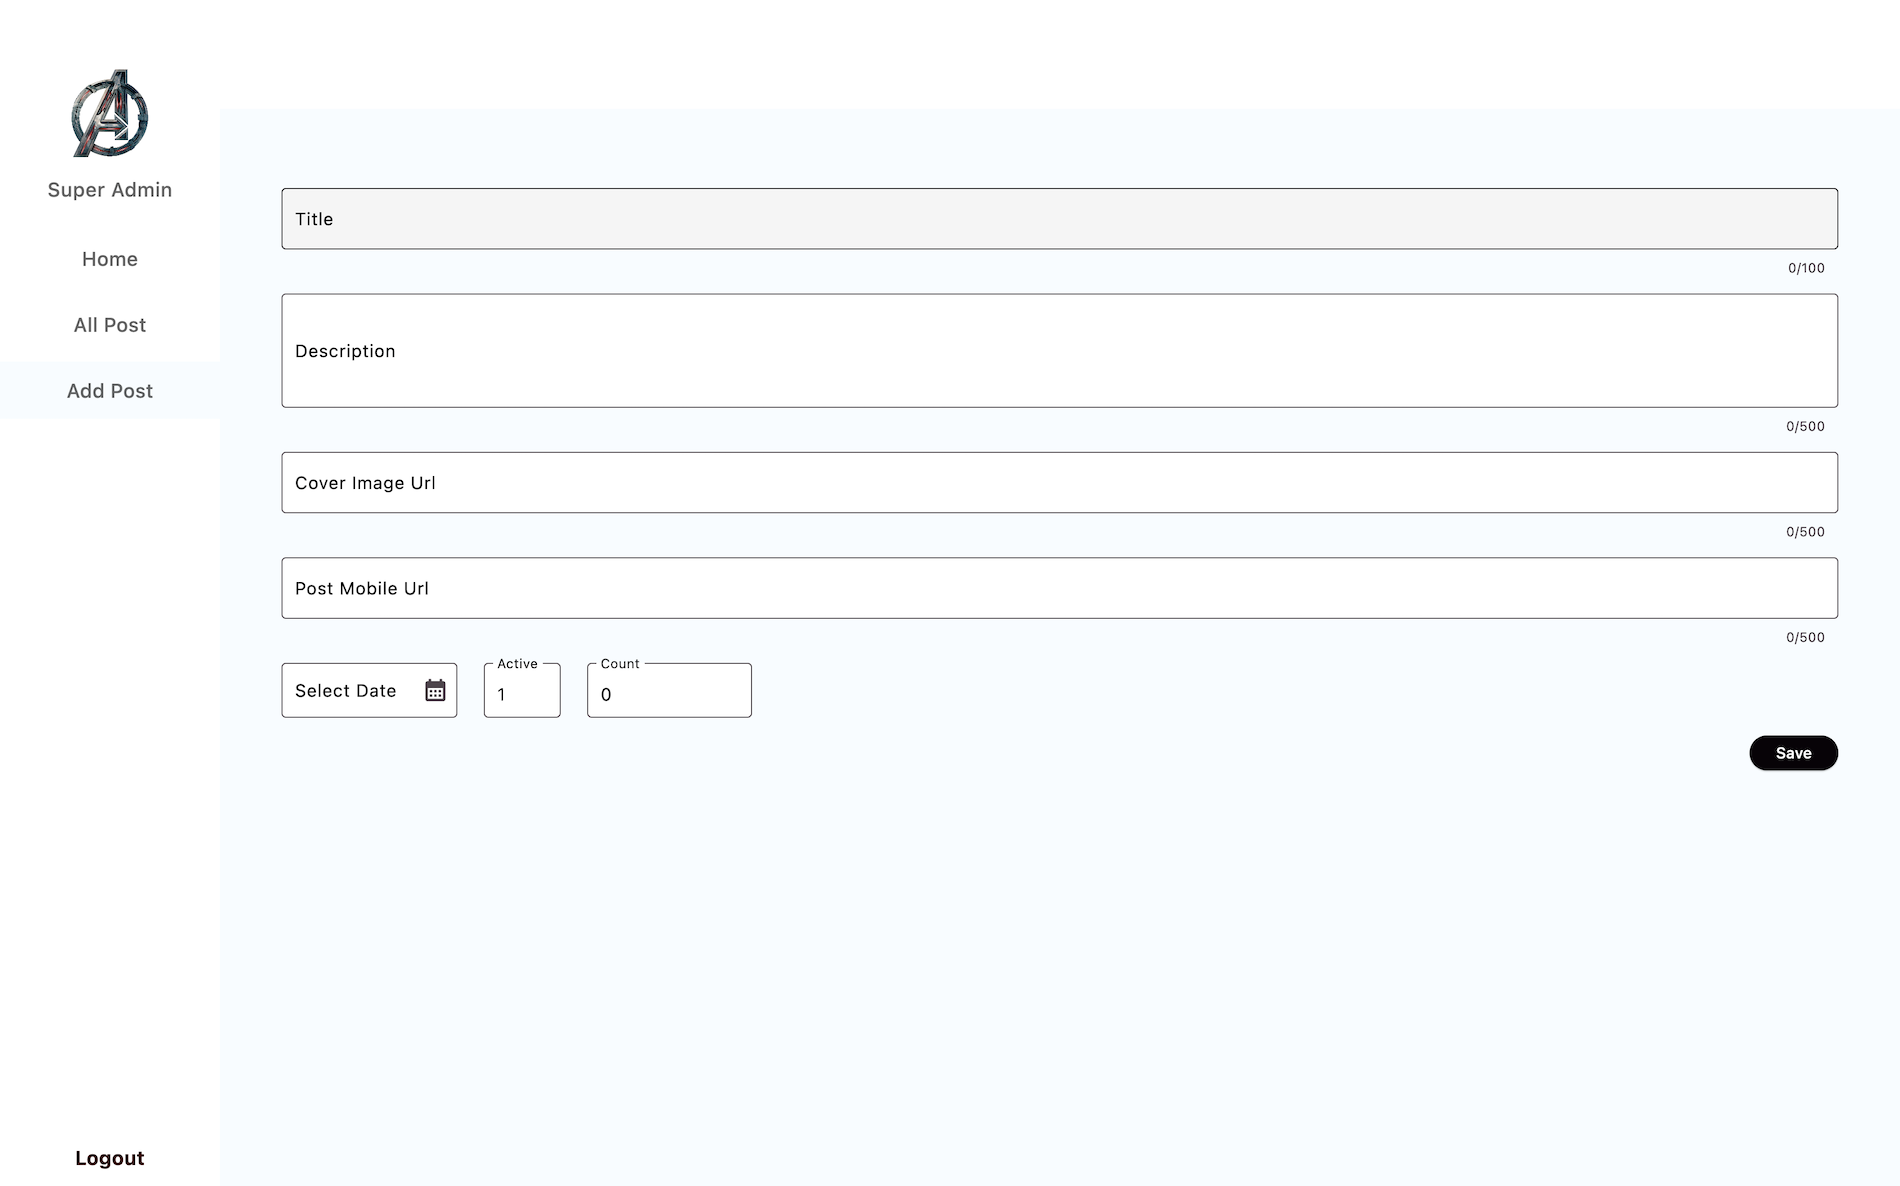 Super Admin
Home
All Post
Add Post
Logout
Title
0/100
Description
0/500
Cover Image Url
0/500
Post Mobile Url
0/500
Select Date
Active
1
Count
0
Save